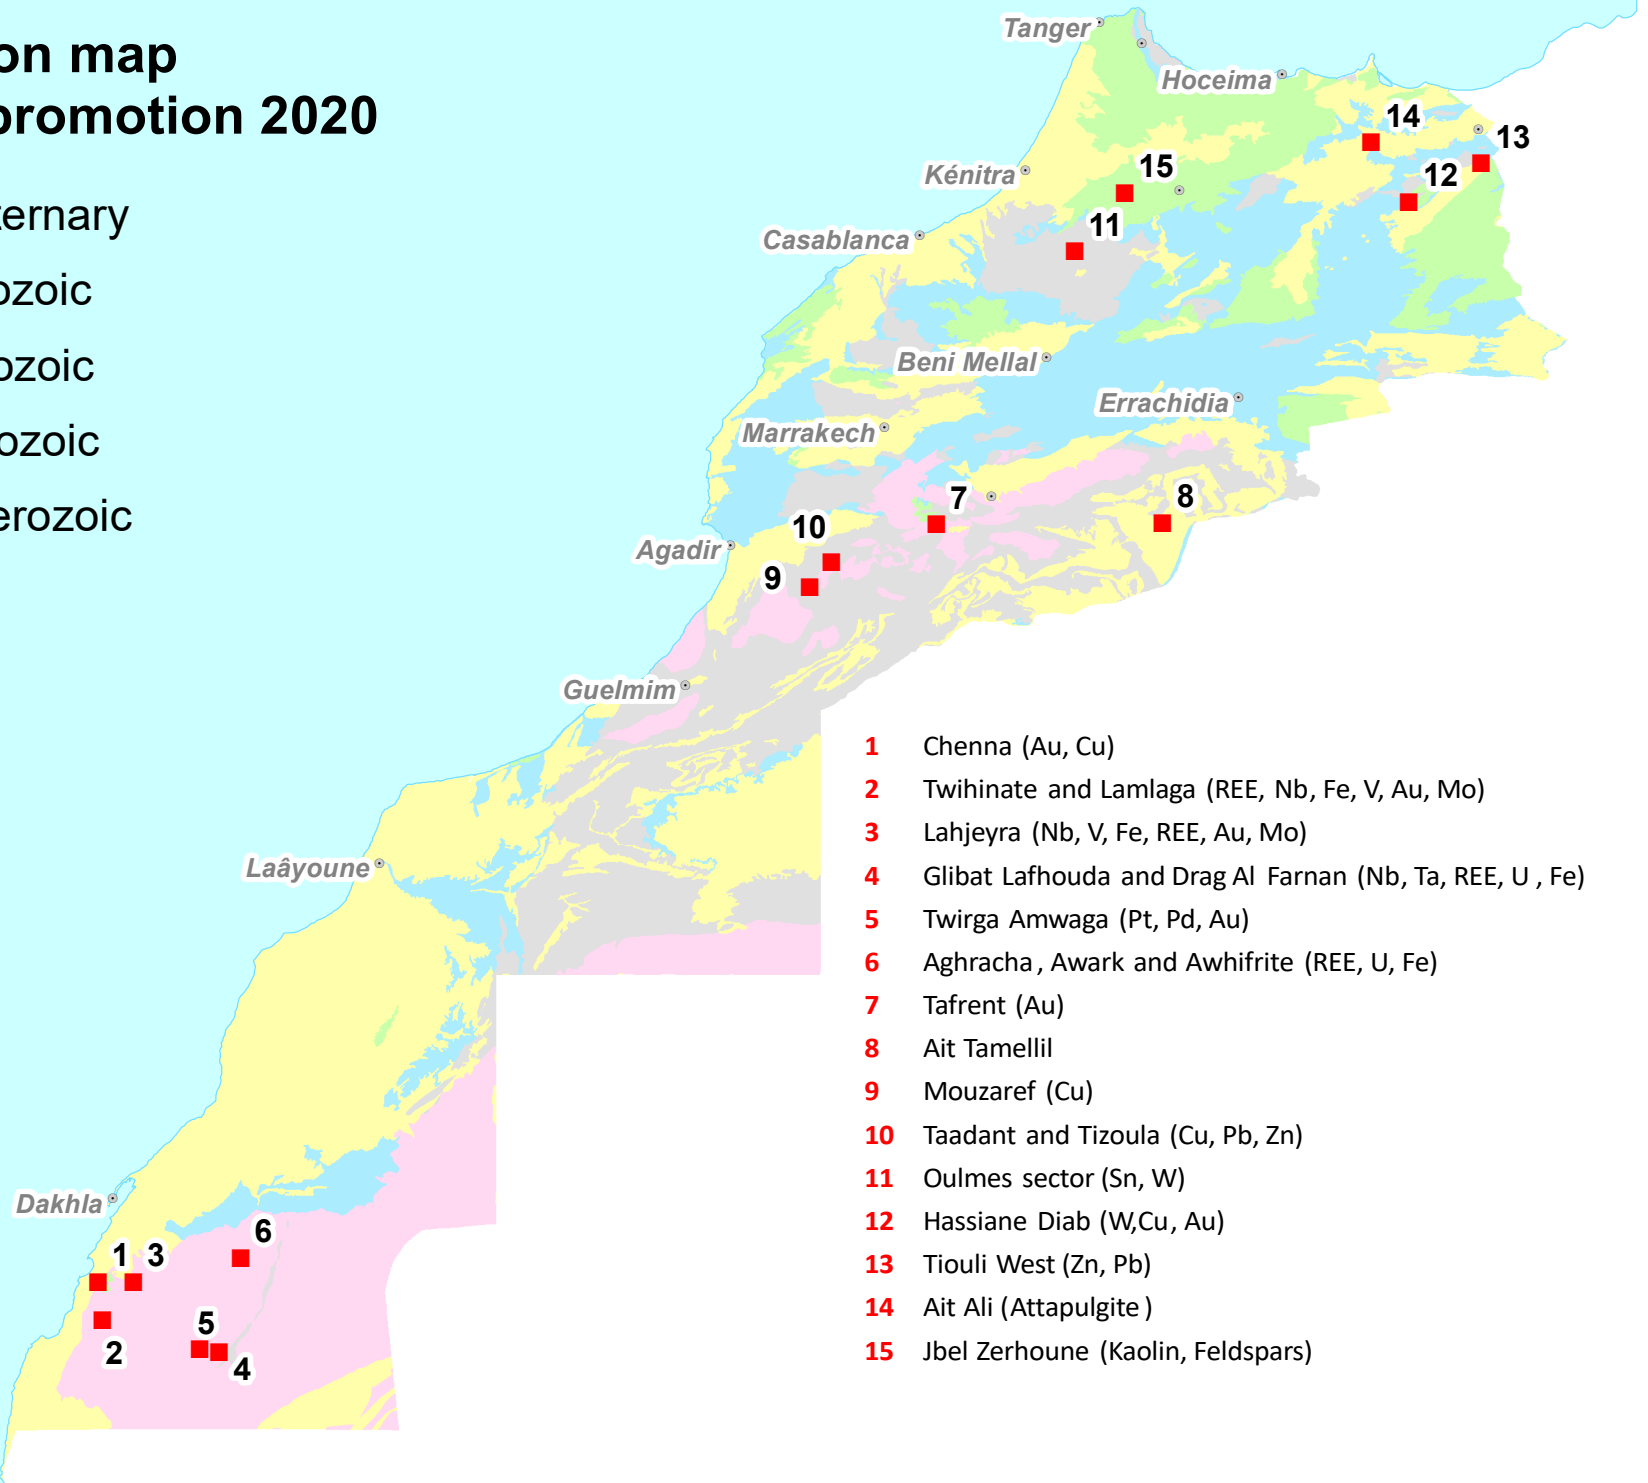 on map
promotion 2020
ternary
ozoic
ozoic
ozoic
erozoic
Tanger
Hoceima
14
13
Kénitra
15
12
11
Casablanca
Beni Mellal
Errachidia
Marrakech
7
8
10
Agadir
9
Guelmim
Laâyoune
Dakhla
6
1
3
5
2
4
1 Chenna (Au, Cu)
2 Twihinate and Lamlaga (REE, Nb, Fe, V, Au, Mo)
3 Lahjeyra (Nb, V, Fe, REE, Au, Mo)
4 Glibat Lafhouda and Drag Al Farnan (Nb, Ta, REE, U , Fe)
5 Twirga Amwaga (Pt, Pd, Au)
6 Aghracha , Awark and Awhifrite (REE, U, Fe)
7 Tafrent (Au)
8 Ait Tamellil
9 Mouzaref (Cu)
10 Taadant and Tizoula (Cu, Pb, Zn)
11 Oulmes sector (Sn, W)
12 Hassiane Diab (W,Cu, Au)
13 Tiouli West (Zn, Pb)
14 Ait Ali (Attapulgite )
15 Jbel Zerhoune (Kaolin, Feldspars)